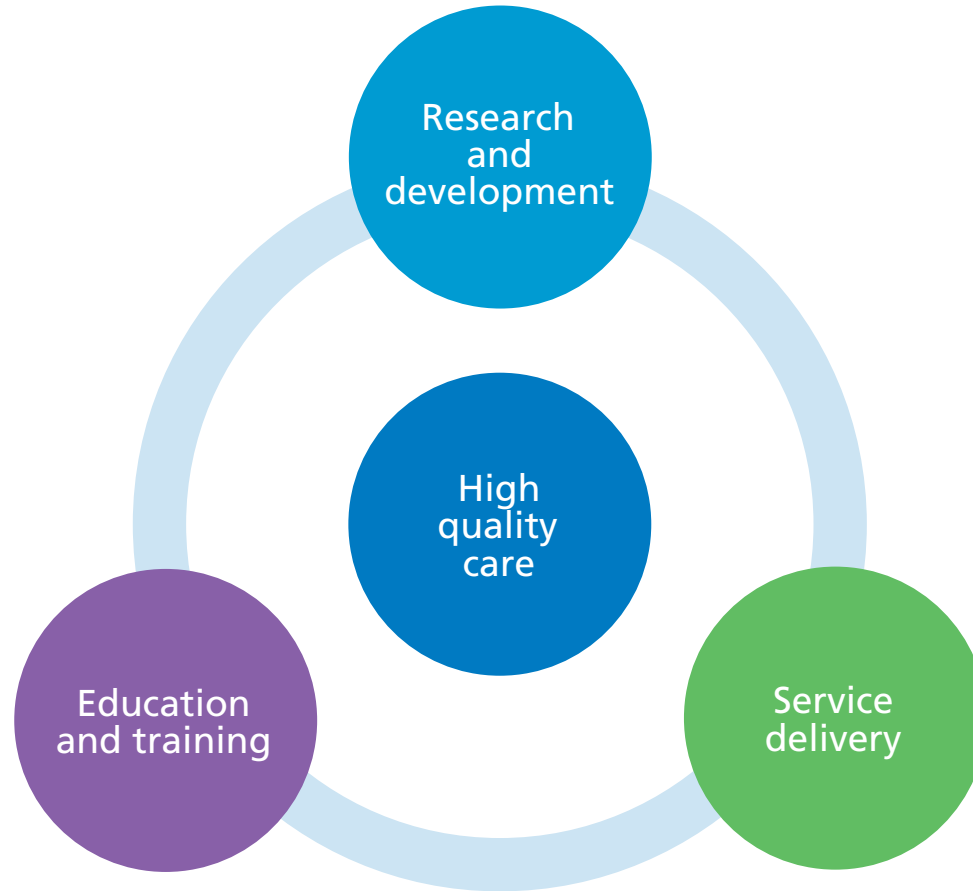 Research
and
development
High
quality
care
Education
and training
Service
delivery